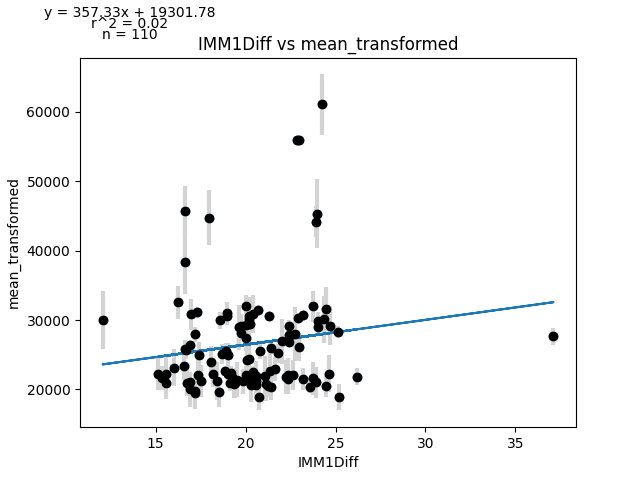 y = 357.33x + 19301.78
r^2 = 0.02
n = 110
IMM1Diff vs mean_transformed
60000
50000
40000
30000
20000
mean_transformed
15 20 25 30 35
IMM1Diff